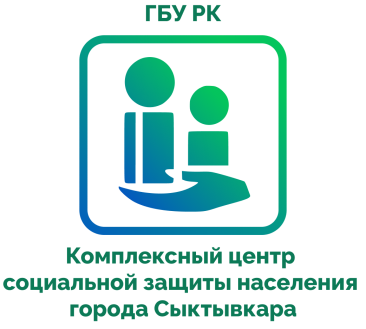 ГБУ РК
Комплексный центр
социальной защиты населения
города Сыктывкара